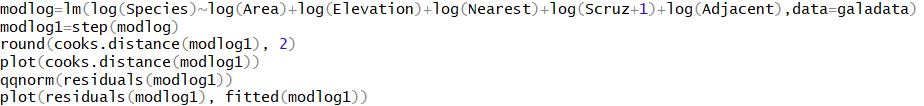 modlog=lm(log(Species)~log(Area)+log(Elevation)+log(Nearest)+log(Scruz+1)+log(Adjacent),data=galadata)
modlog1=step(modlog)
round(cooks.distance(modlog1), 2)
plot(cooks.distance(modlog1))
qqnorm(residuals(modlog1))
plot(residuals(modlog1), fitted(modlog1))